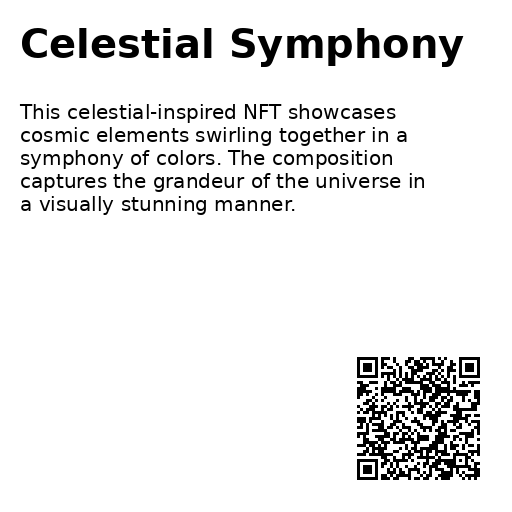 Celestial Symphony
This celestial-inspired NFT showcases
cosmic elements swirling together in a
symphony of colors. The composition
captures the grandeur of the universe in
a visually stunning manner.